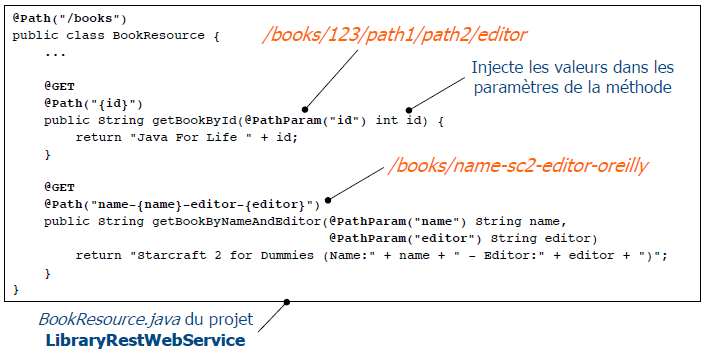 @Path("/books")
public class BookResource {
...
/books/123/path1/path2/editor
@GET
@Path("{id}")
Injecte les valeurs dans les
paramètres de la méthode
public String getBookById(@PathParam("id") int id) {
return "Java For Life " + id;
}
/books/name-sc2-editor-oreilly
@GET
@Path("name-{name}-editor-{editor}")
public String getBookByNameAndEditor(@PathParam("name") String name,
@PathParam("editor") String editor)
return "Starcraft 2 for Dummies (Name:" + name + " - Editor:" + editor + ")";
}
}
BookResource.java du projet
LibraryRestWebService